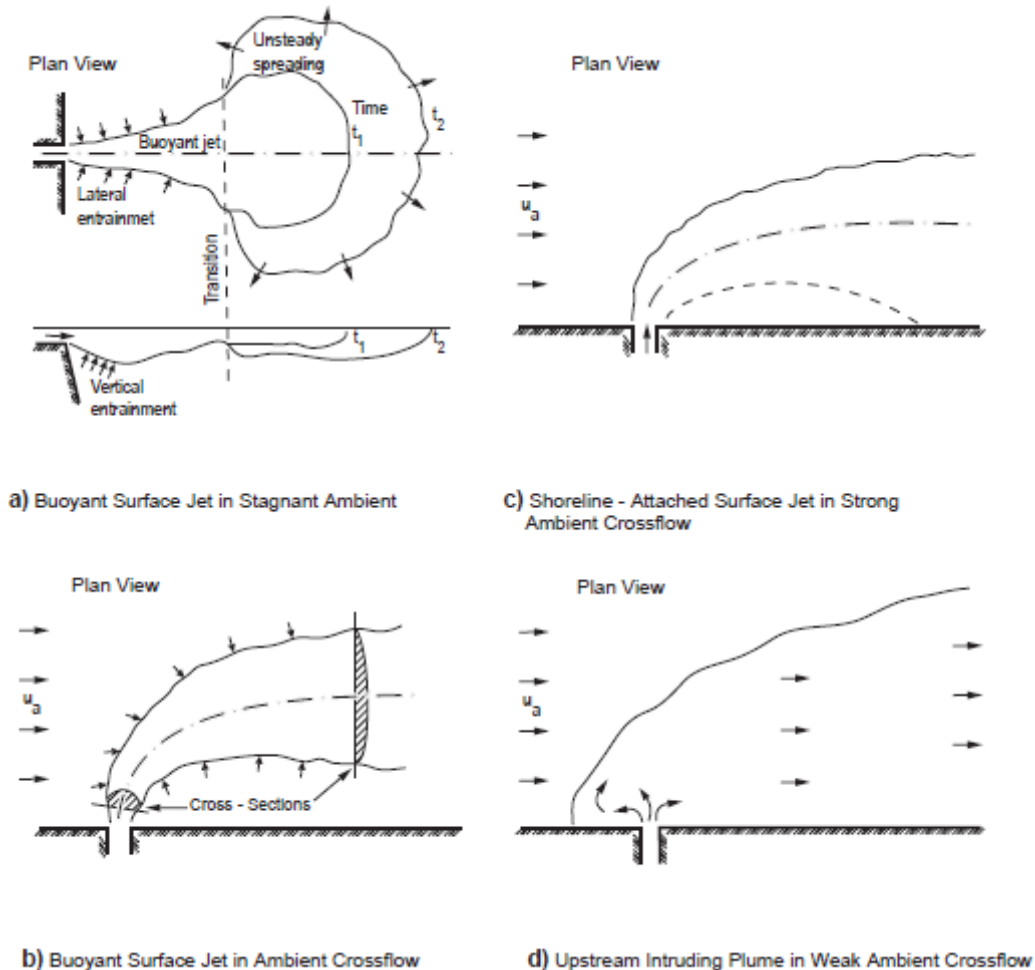 Plan View
Unsteady
spreading
Time
t1
t2
Buoyant jet
Lateral
entrainmet
Transition
t1
t2
Vertical
entrainment
a) Buoyant Surface Jet in Stagnant Ambient
Plan View
ua
c) Shoreline - Attached Surface Jet in Strong
Ambient Crossflow
Plan View
ua
Cross - Sections
b) Buoyant Surface Jet in Ambient Crossflow
Plan View
ua
d) Upstream Intruding Plume in Weak Ambient Crossflow